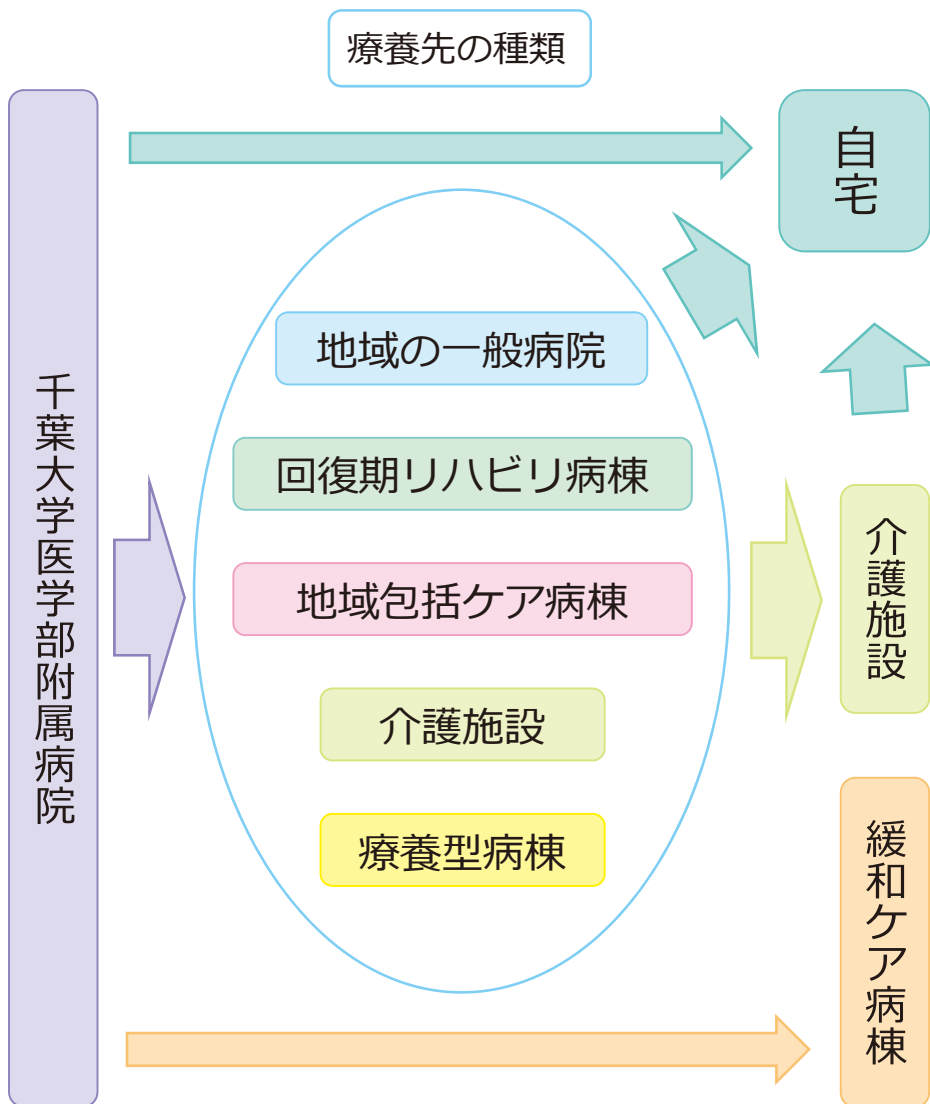 療養先の種類
千葉大学医学部附属病院
自宅
地域の一般病院
回復期リハビリ病棟
地域包括ケア病棟
介護施設
療養型病棟
介護施設
緩和ケア病棟